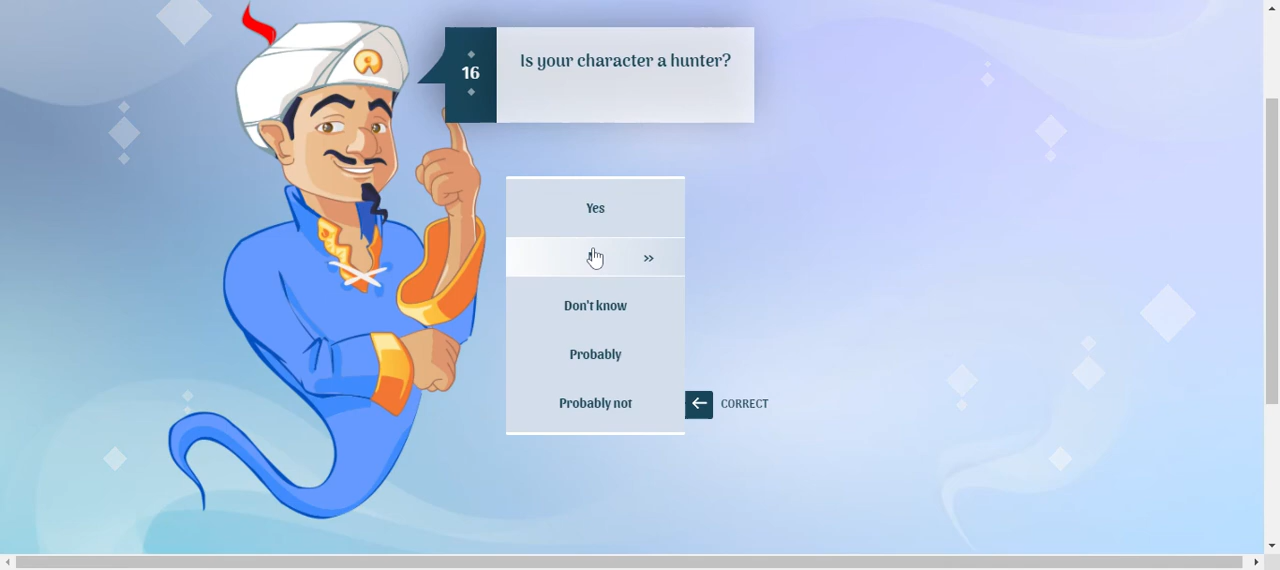 16
Is your character a hunter?
Yes
Don't know
Probably
Probably not
CORRECT